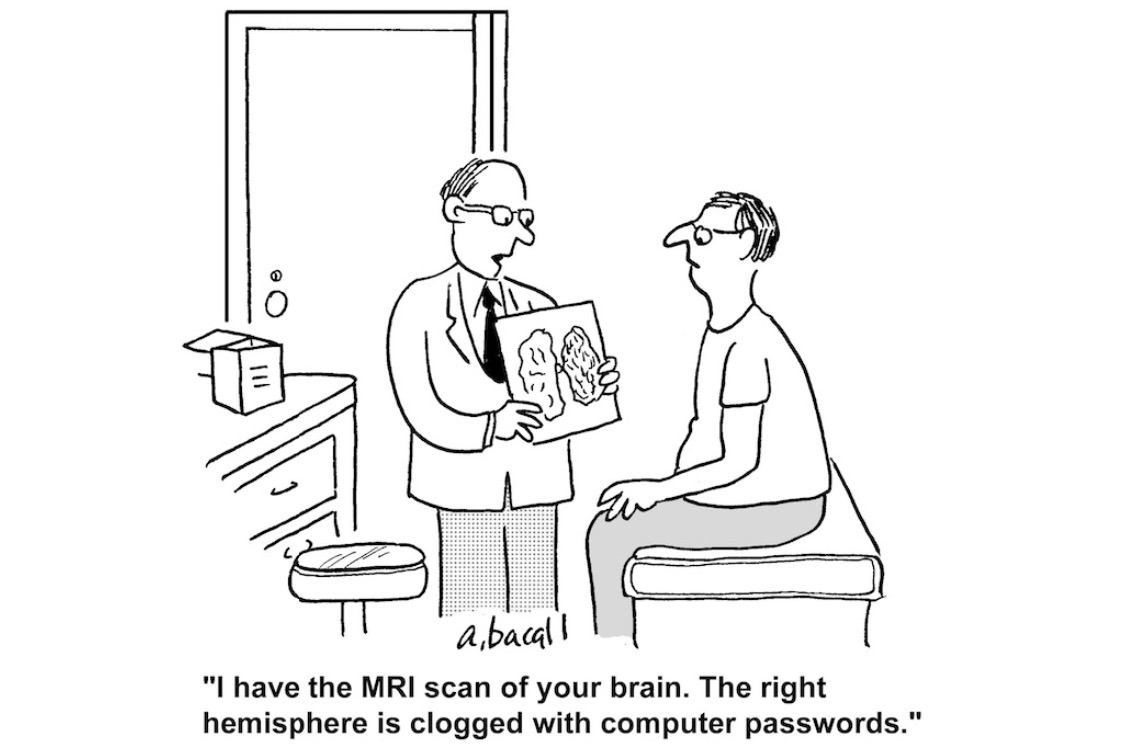 a. bacall
"I have the MRI scan of your brain. The right
hemisphere is clogged with computer passwords."